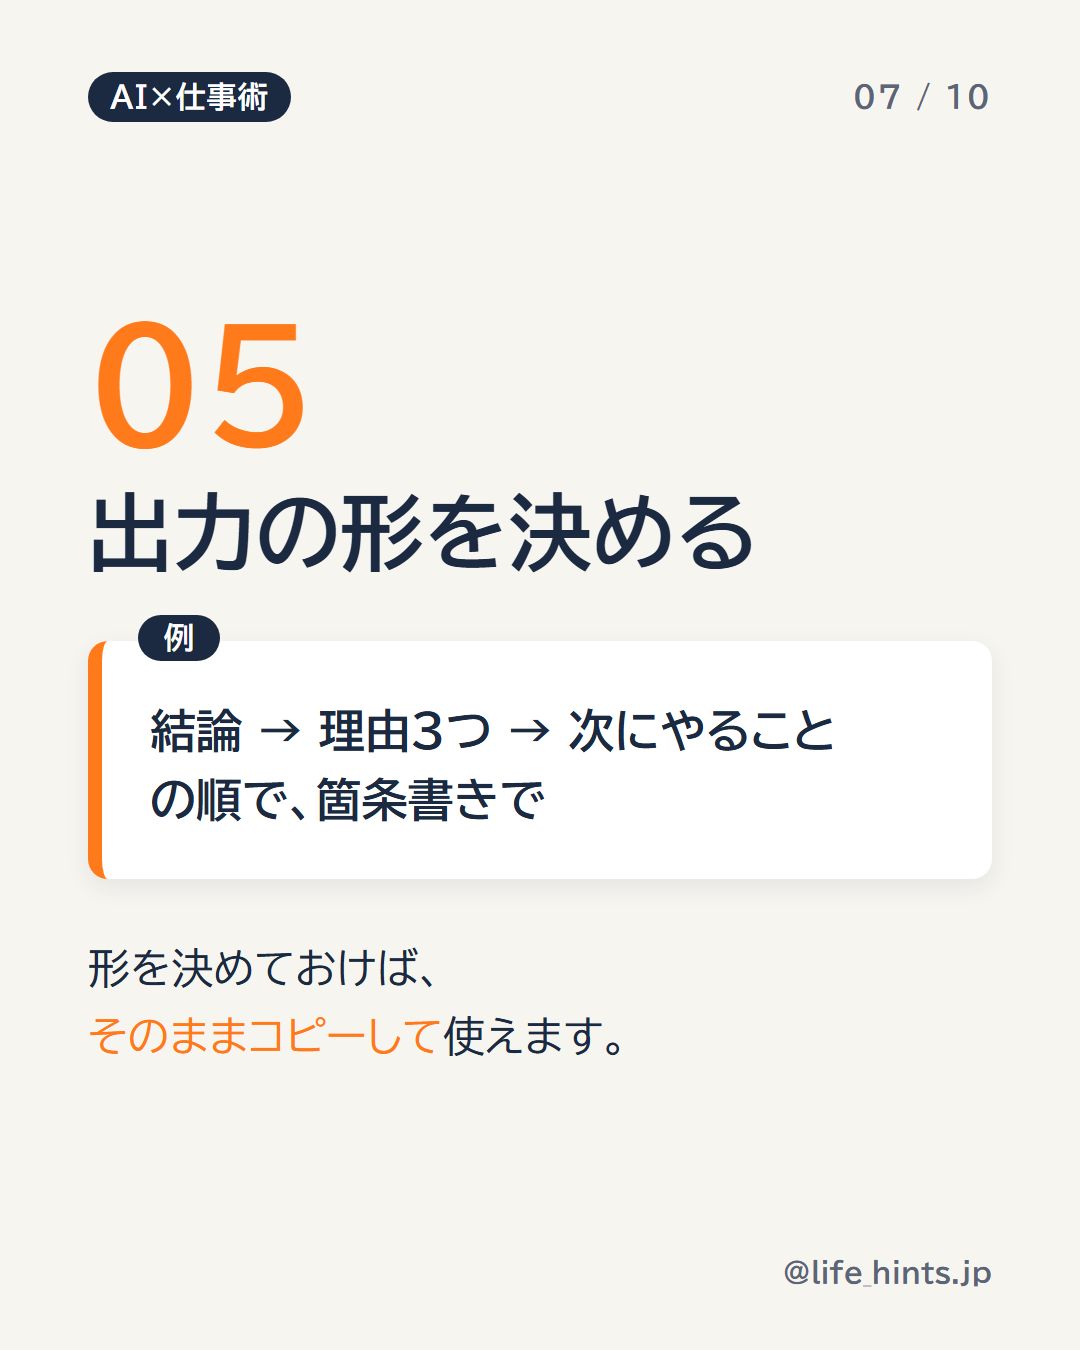 AI×仕事術
07 / 10
05
出力の形を決める
例
結論 → 理由3つ → 次にやること
の順で、箇条書きで
形を決めておけば、
そのままコピーして使えます。
@life_hints.jp